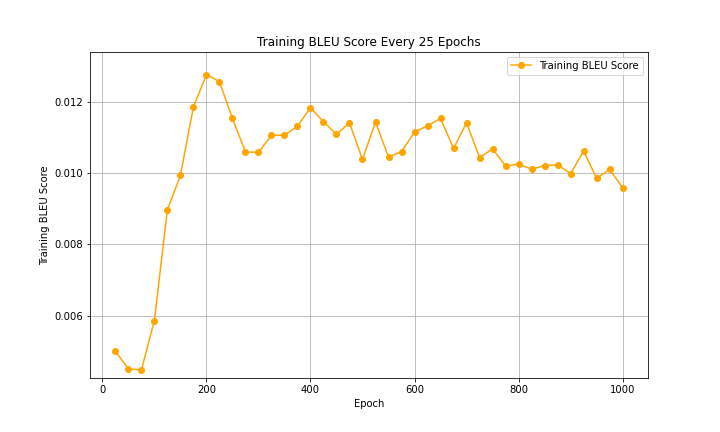 Training BLEU Score Every 25 Epochs
Training BLEU Score
0.012
0.010
0.008
0.006
Training BLEU Score
0 200 400 600 800 1000
Epoch